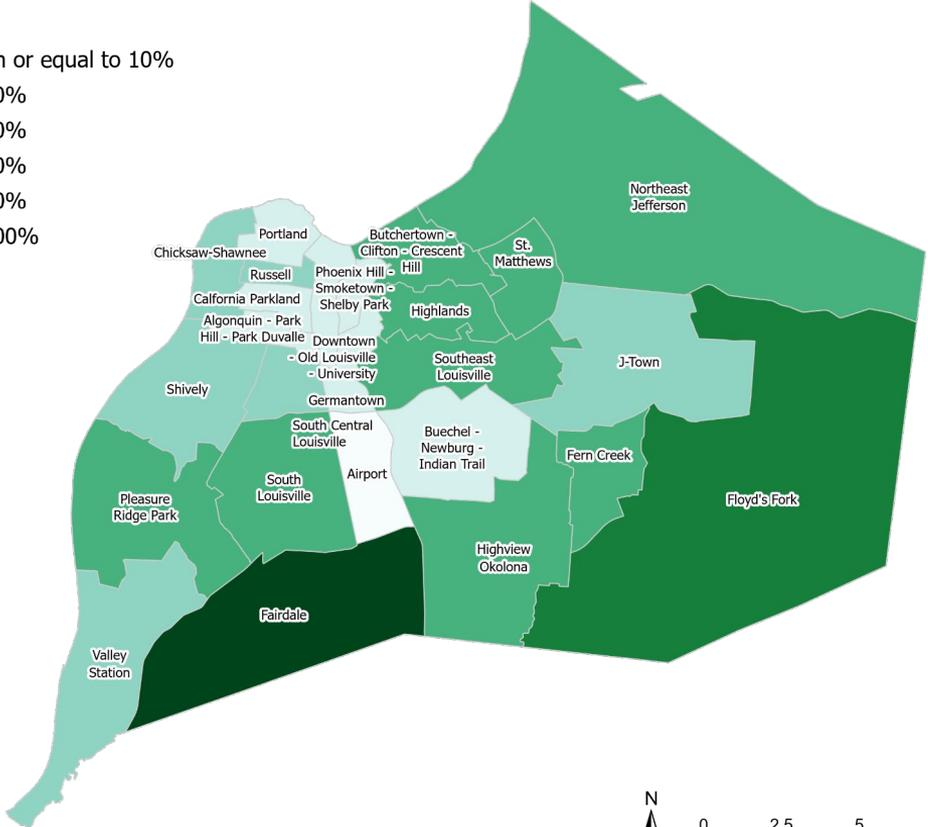 n or equal to 10%
0%
0%
0%
0%
00%
Northeast
Jefferson
Portland
Butchertown -
Clifton - Crescent
Hill
St.
Matthews
Chicksaw-Shawnee
Russell
Phoenix Hill -
Smoketown -
Shelby Park
Calfornia Parkland
Highlands
Algonquin - Park
Hill - Park Duvalle
Downtown
- Old Louisville
- University
Southeast
Louisville
J-Town
Shively
Germantown
South Central
Louisville
Buechel -
Newburg -
Indian Trail
Airport
Fern Creek
South
Louisville
Pleasure
Ridge Park
Floyd's Fork
Highview
Okolona
Fairdale
Valley
Station
N
0 2.5 5